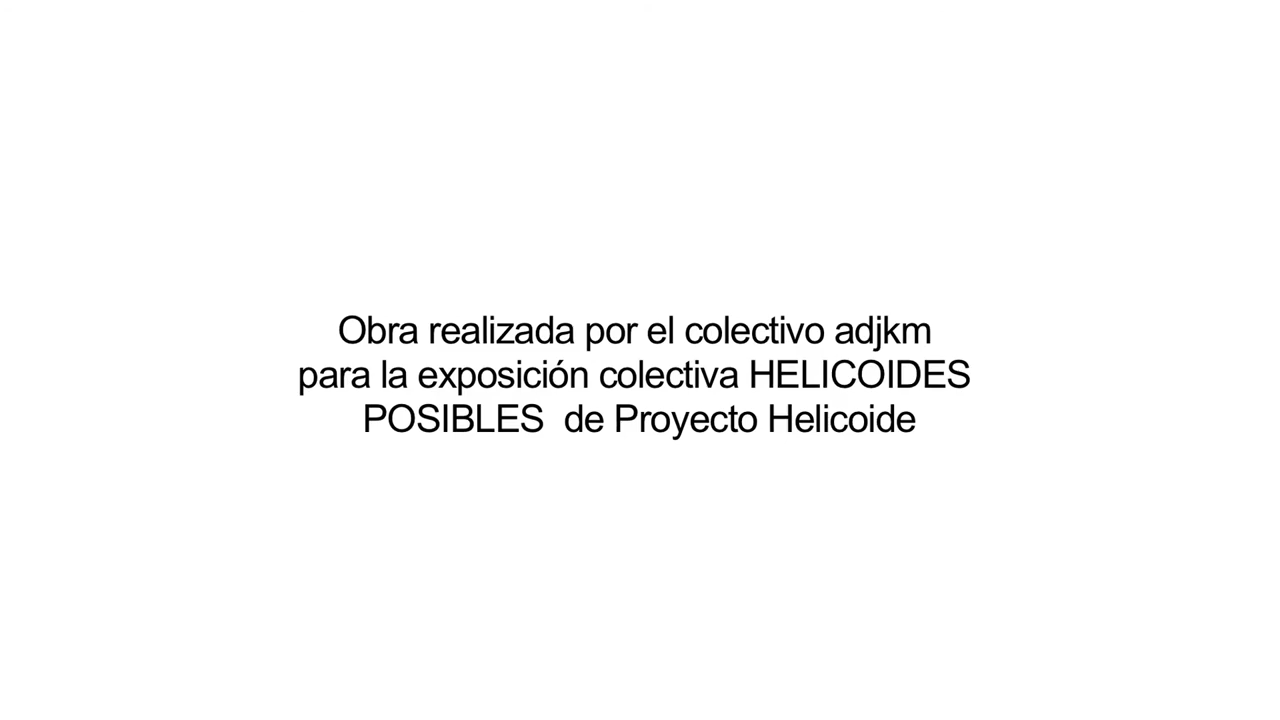 Obra realizada por el colectivo adjkm
para la exposición colectiva HELICOIDES
POSIBLES  de Proyecto Helicoide